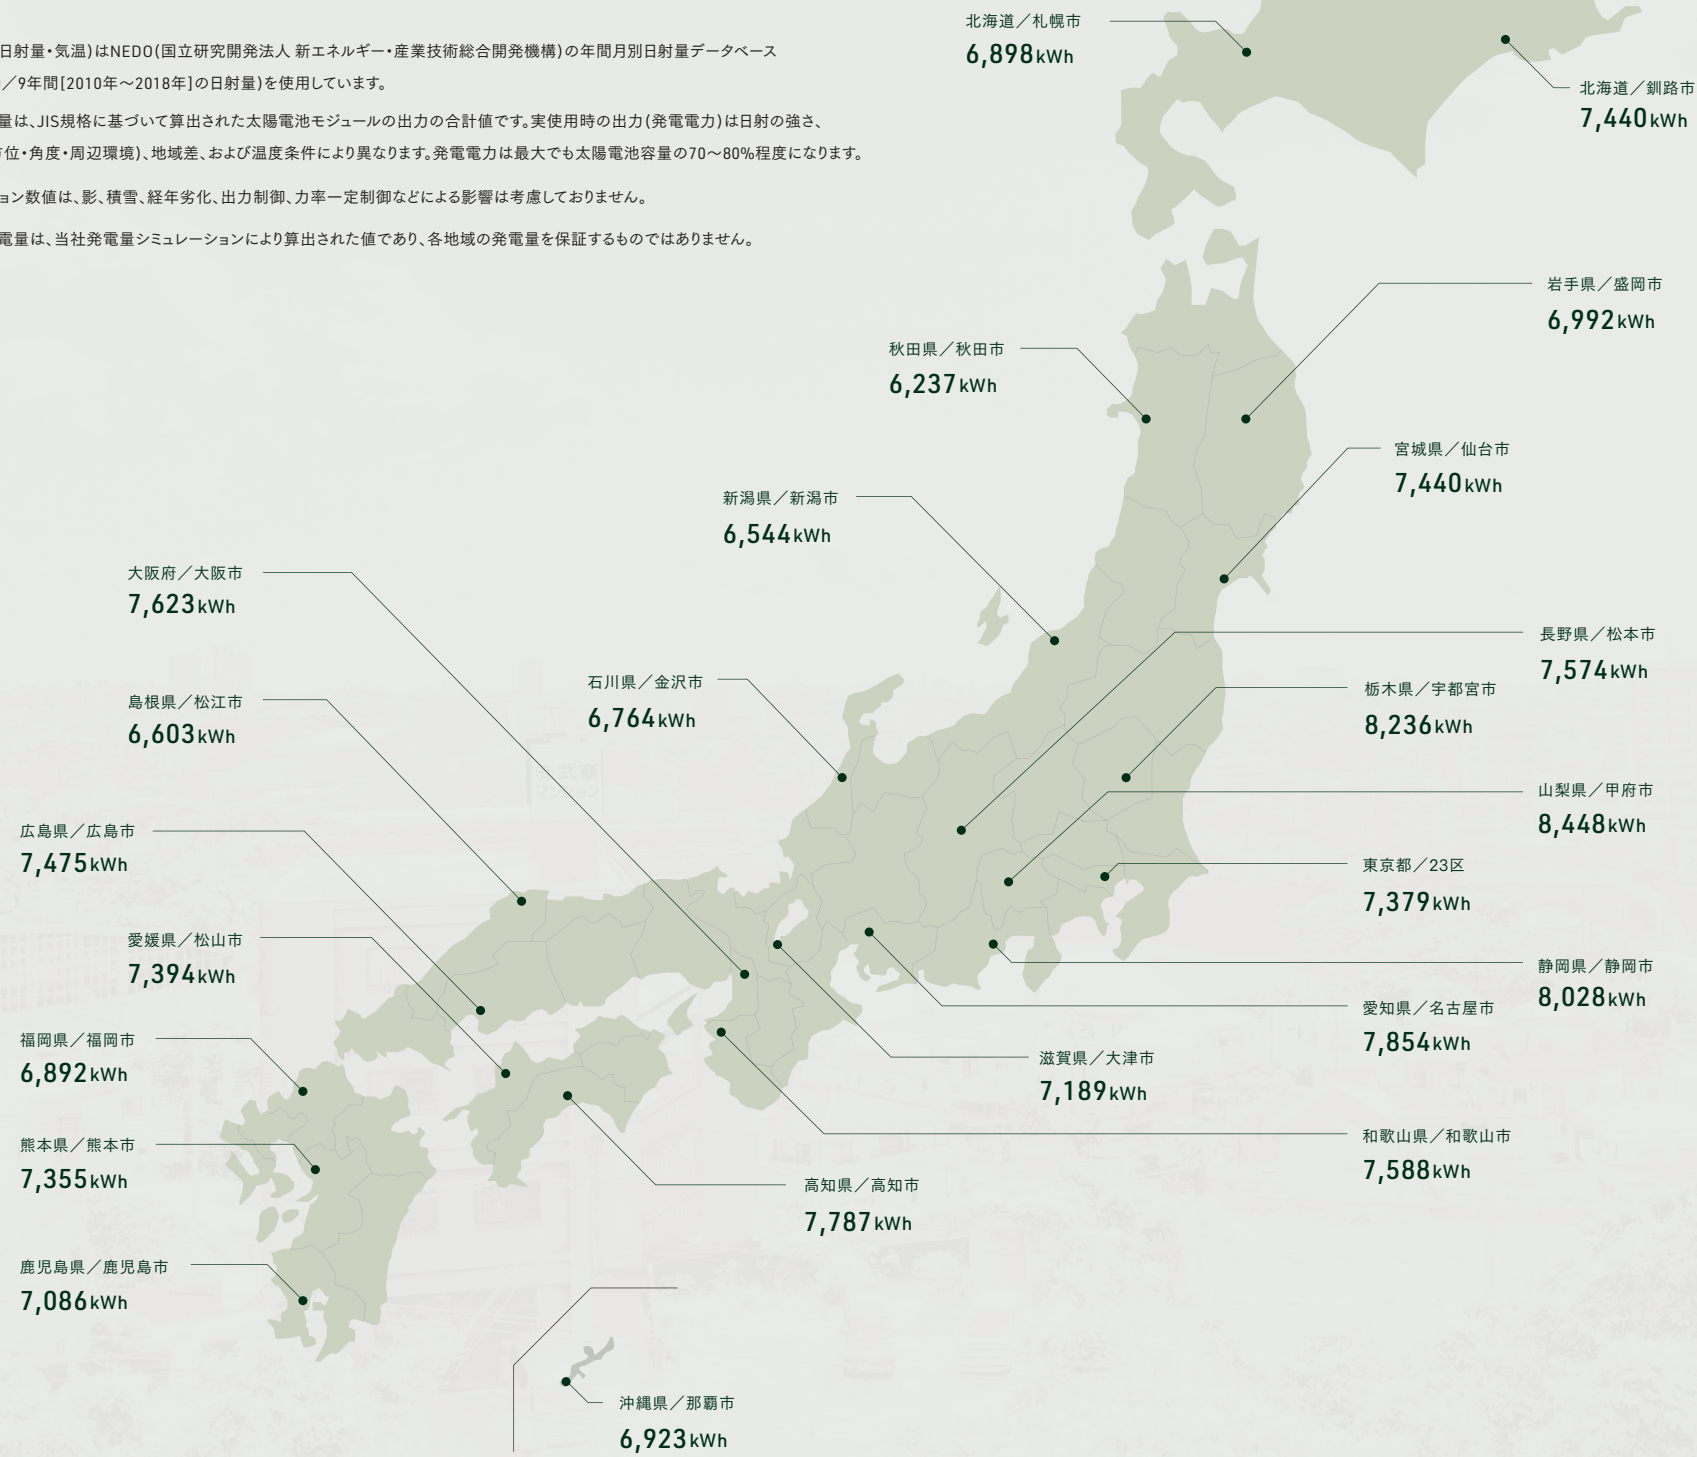 日射量・気温)はNEDO(国立研究開発法人 新エネルギー・産業技術総合開発機構)の年間月別日射量データベース
／9年間[2010年～2018年]の日射量)を使用しています。
量は、JIS規格に基づいて算出された太陽電池モジュールの出力の合計値です。実使用時の出力(発電電力)は日射の強さ、
位・角度・周辺環境)、地域差、および温度条件により異なります。発電電力は最大でも太陽電池容量の70～80%程度になります。
ョン数値は、影、積雪、経年劣化、出力制御、力率一定制御などによる影響は考慮しておりません。
電量は、当社発電量シミュレーションにより算出された値であり、各地域の発電量を保証するものではありません。
北海道／札幌市
6,898kWh
北海道／釧路市
7,440kWh
岩手県／盛岡市
6,992kWh
秋田県／秋田市
6,237kWh
宮城県／仙台市
7,440kWh
新潟県／新潟市
6,544kWh
大阪府／大阪市
7,623kWh
長野県／松本市
7,574kWh
石川県／金沢市
6,764kWh
栃木県／宇都宮市
8,236kWh
島根県／松江市
6,603kWh
山梨県／甲府市
8,448kWh
広島県／広島市
7,475kWh
東京都／23区
7,379kWh
愛媛県／松山市
7,394kWh
静岡県／静岡市
8,028kWh
愛知県／名古屋市
7,854kWh
福岡県／福岡市
6,892kWh
滋賀県／大津市
7,189kWh
熊本県／熊本市
7,355kWh
和歌山県／和歌山市
7,588kWh
高知県／高知市
7,787kWh
鹿児島県／鹿児島市
7,086kWh
沖縄県／那覇市
6,923kWh